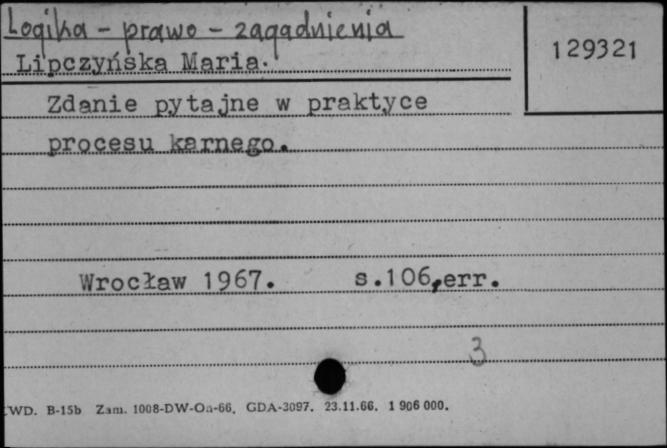 Logika – prawo – zagadnienia
129321
Lipczyńska Maria.
Zdanie pytajne w praktyce
procesu karnego.
Wrocław 1967. s.106,err.
3
WD. B-15b Zam. 1008-DW-Oa-66. GDA-3097. 23.11.66. 1 906 000.